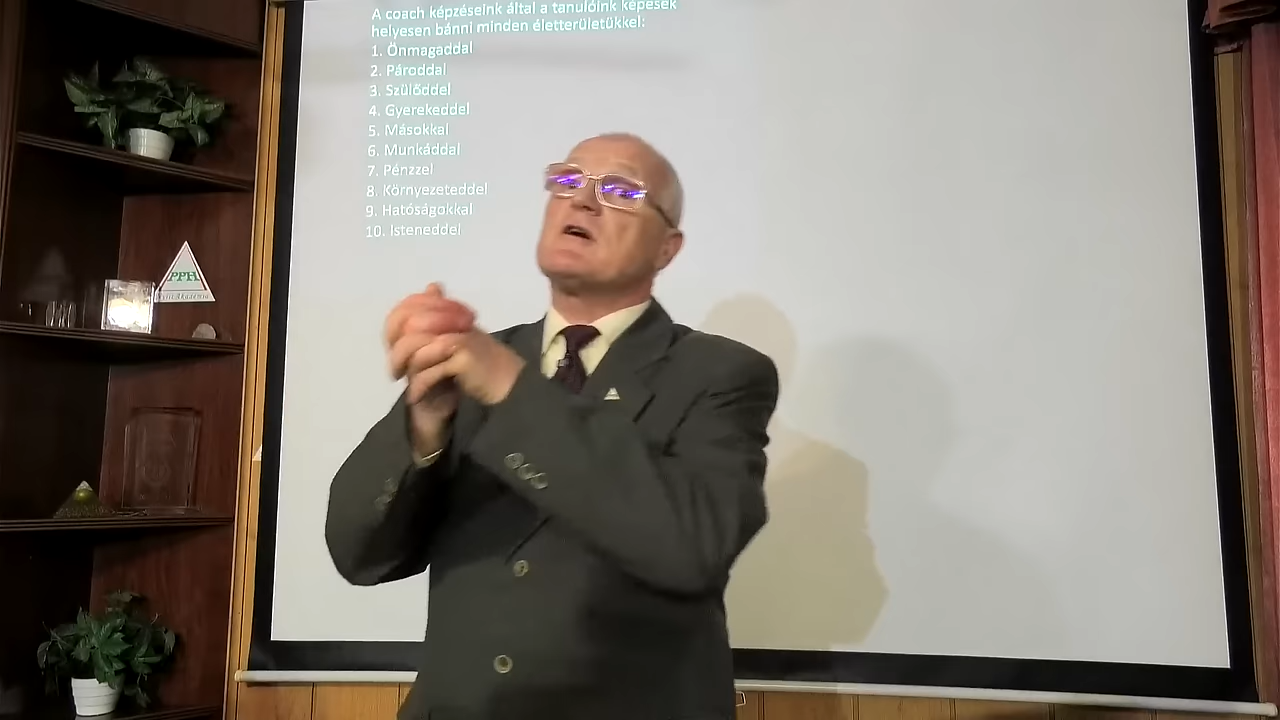 A coach képzéseink által a tanulóink képesek
helyesen bánni minden életterületükkel:
1. Önmagaddal
2. Pároddal
3. Szülőddel
4. Gyerekeddel
5. Másokkal
6. Munkáddal
7. Pénzzel
8. Környezeteddel
9. Hatóságokkal
10. Isteneddel